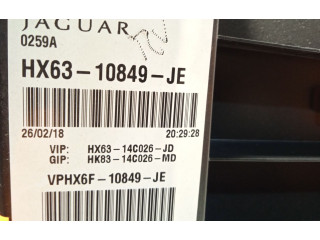 JAGUAR
0259A
HX63-10849-JE
26/02/18 20:29:28
VIP: HX63-14C026-JD
GIP: HK83-14C026-MD
VPHX6F-10849-JE